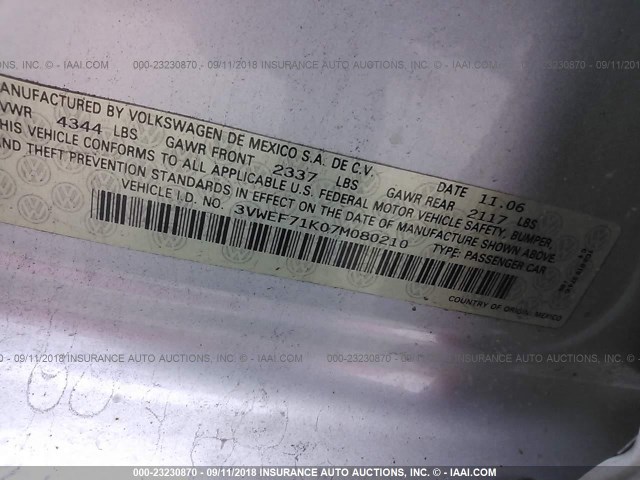 000-23230870 - 09/11/2018 INSURANCE AUTO AUCTIONS, INC. - © - IAAI.COM
MANUFACTURED BY VOLKSWAGEN DE MEXICO S.A. DE C.V.
GVWR 4344 LBS GAWR FRONT 2337 LBS GAWR REAR 2117 LBS
DATE 11.06
THIS VEHICLE CONFORMS TO ALL APPLICABLE U.S. FEDERAL MOTOR VEHICLE SAFETY, BUMPER,
AND THEFT PREVENTION STANDARDS IN EFFECT ON THE DATE OF MANUFACTURE SHOWN ABOVE
VEHICLE I.D. NO. 3VWEF71K07M080210 TYPE: PASSENGER CAR
COUNTRY OF ORIGIN: MEXICO
000-23230870 - 09/11/2018 INSURANCE AUTO AUCTIONS, INC. - © - IAAI.COM
000-23230870 - 09/11/2018 INSURANCE AUTO AUCTIONS, INC. - © - IAAI.COM